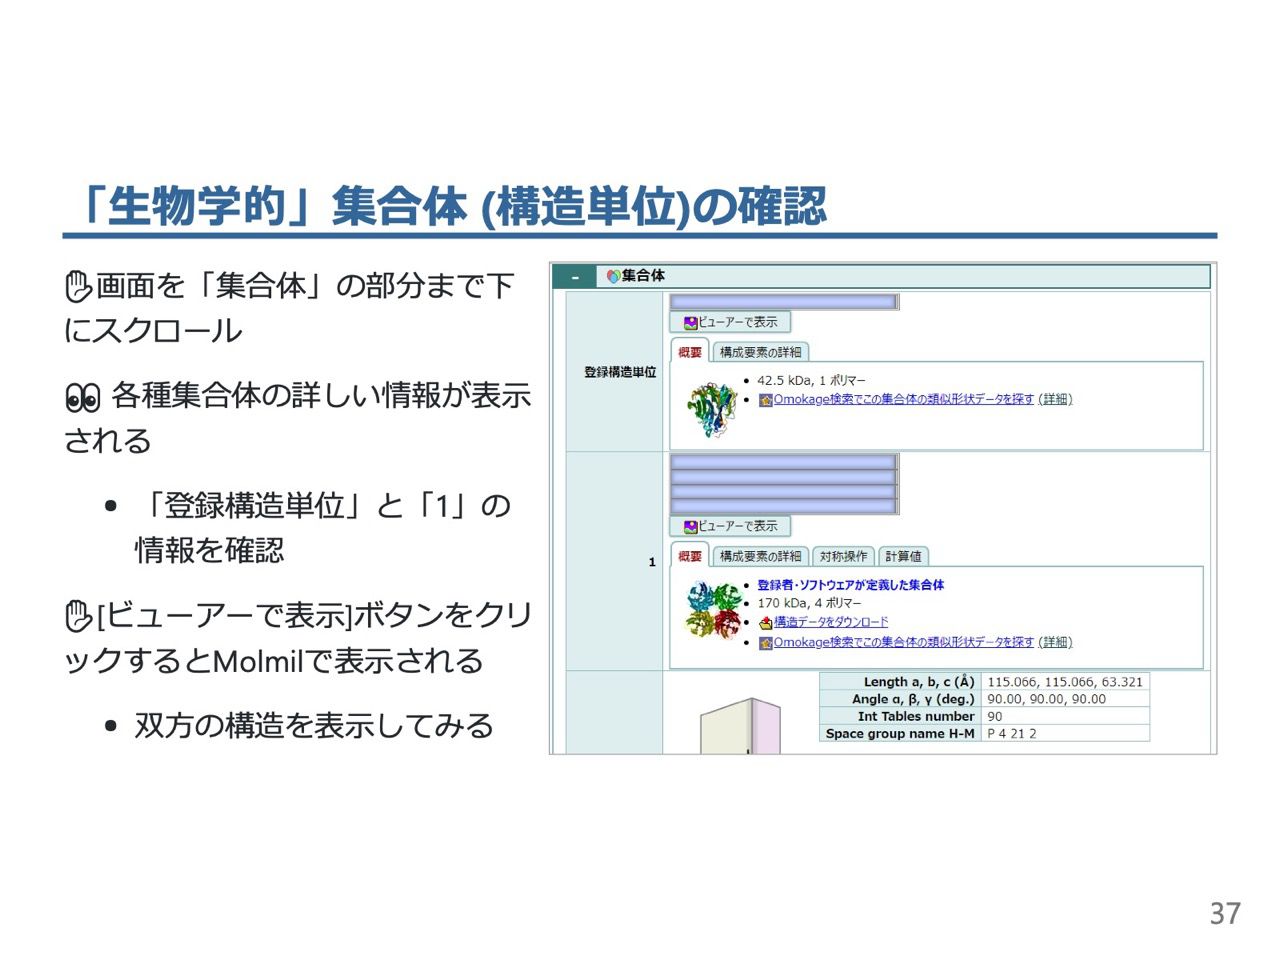 「生物学的」集合体 (構造単位)の確認
✋画面を「集合体」の部分まで下
にスクロール
👀 各種集合体の詳しい情報が表示
される
• 「登録構造単位」と「1」の
情報を確認
✋[ビューアーで表示]ボタンをクリ
ックするとMolmilで表示される
• 双方の構造を表示してみる
- 集合体
登録構造単位
ビューアーで表示
概要 構成要素の詳細
• 42.5 kDa, 1 ポリマー
• Omokage検索でこの集合体の類似形状データを探す (詳細)
1
ビューアーで表示
概要 構成要素の詳細 対称操作 計算値
• 登録者・ソフトウェアが定義した集合体
• 170 kDa, 4 ポリマー
• 構造データをダウンロード
• Omokage検索でこの集合体の類似形状データを探す (詳細)
Length a, b, c (Å) 115.066, 115.066, 63.321
Angle α, β, γ (deg.) 90.00, 90.00, 90.00
Int Tables number 90
Space group name H-M P 4 21 2
37